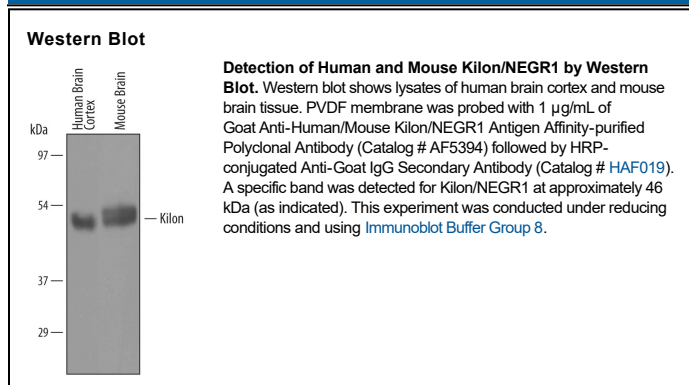 Western Blot
Human Brain
Cortex
Mouse Brain
kDa
97
54
37
29
Kilon
Detection of Human and Mouse Kilon/NEGR1 by Western
Blot. Western blot shows lysates of human brain cortex and mouse
brain tissue. PVDF membrane was probed with 1 µg/mL of
Goat Anti-Human/Mouse Kilon/NEGR1 Antigen Affinity-purified
Polyclonal Antibody (Catalog # AF5394) followed by HRP-
conjugated Anti-Goat IgG Secondary Antibody (Catalog # HAF019).
A specific band was detected for Kilon/NEGR1 at approximately 46
kDa (as indicated). This experiment was conducted under reducing
conditions and using Immunoblot Buffer Group 8.